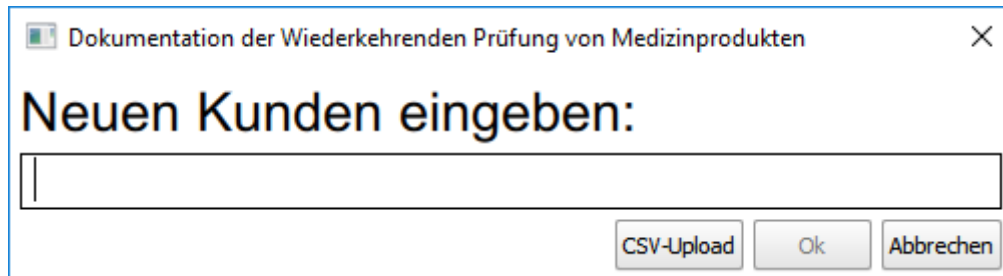 Dokumentation der Wiederkehrenden Prüfung von Medizinprodukten
Neuen Kunden eingeben:
CSV-Upload Ok Abbrechen